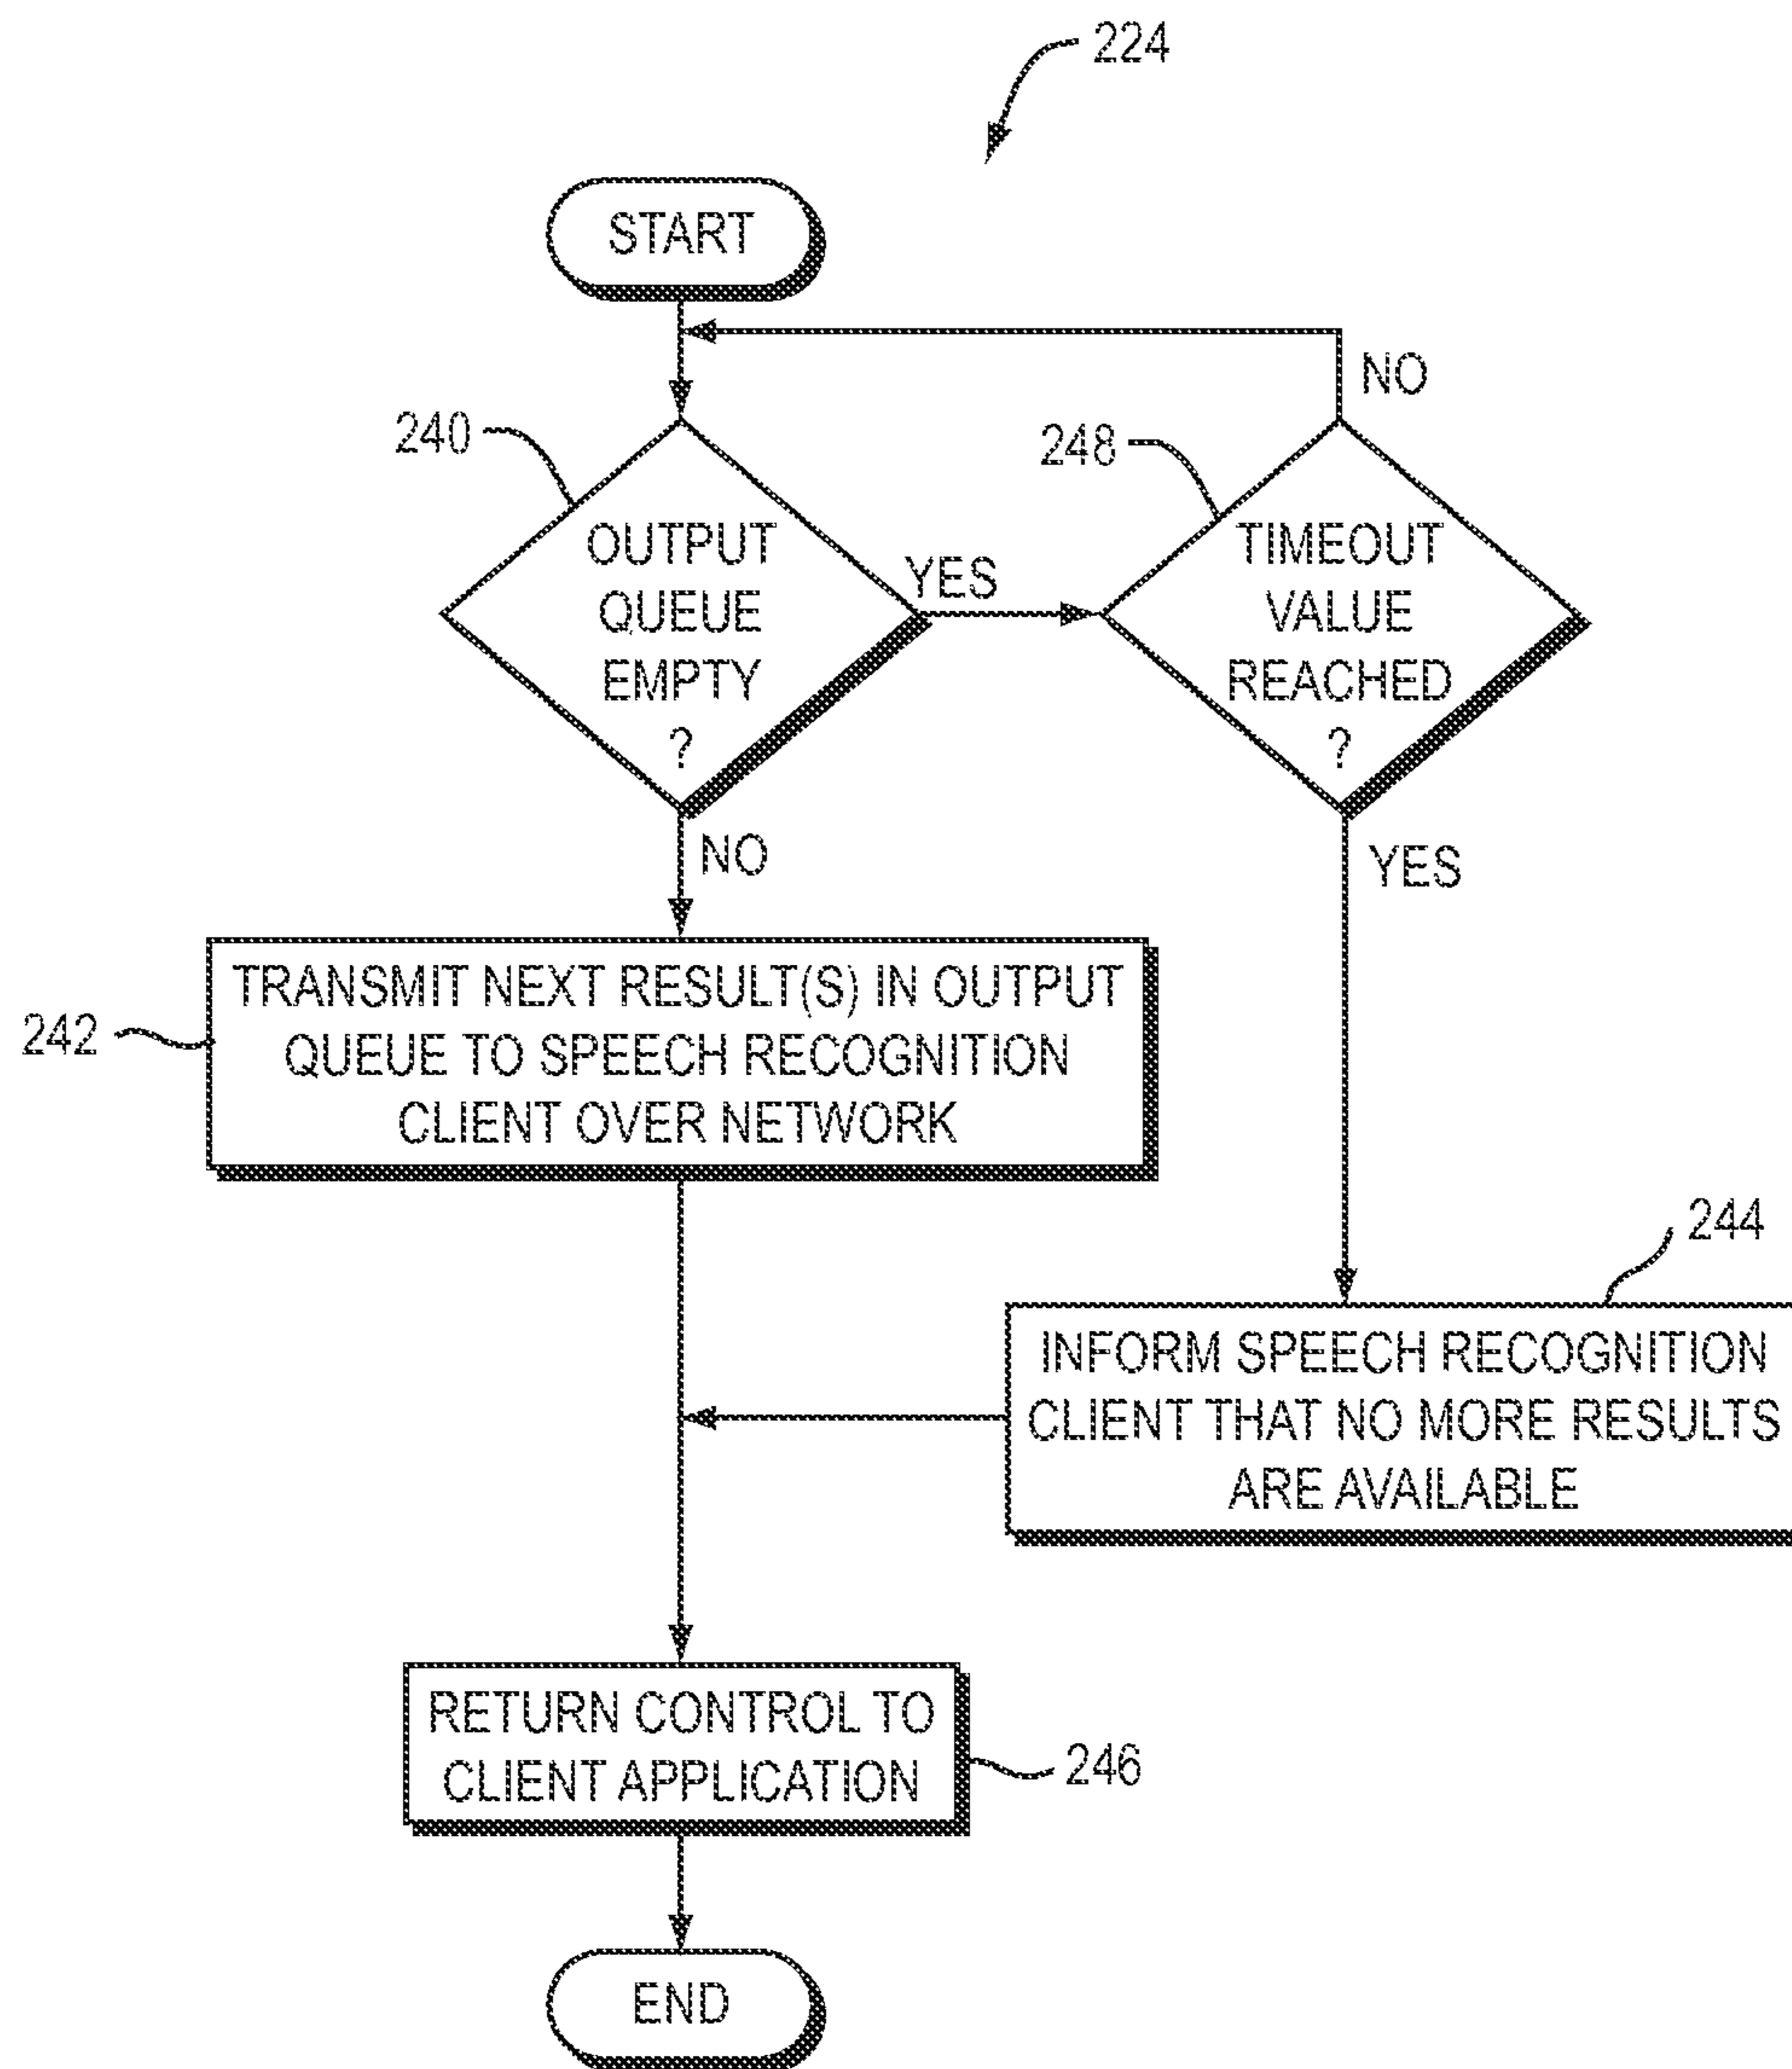 224
START
NO
240
248
OUTPUT
QUEUE
EMPTY
?
YES
TIMEOUT
VALUE
REACHED
?
NO
YES
242
TRANSMIT NEXT RESULT(S) IN OUTPUT
QUEUE TO SPEECH RECOGNITION
CLIENT OVER NETWORK
244
INFORM SPEECH RECOGNITION
CLIENT THAT NO MORE RESULTS
ARE AVAILABLE
RETURN CONTROL TO
CLIENT APPLICATION
246
END